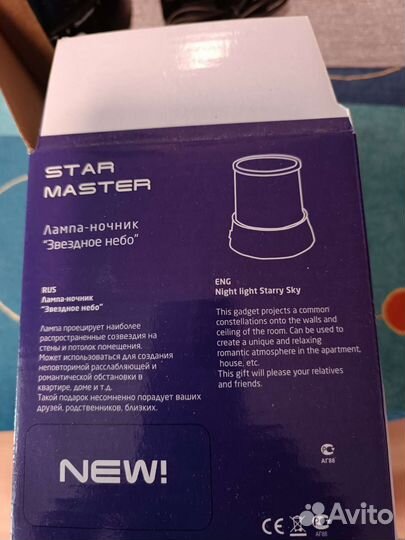 STAR
MASTER
Лампа-ночник
"Звездное небо"
RUS
Лампа-ночник
"Звездное небо"
Лампа проецирует наиболее
распространенные созвездия на
стены и потолок помещения.
Может использоваться для создания
неповторимой расслабляющей и
романтической обстановки в
квартире, доме и т.д.
Такой подарок несомненно порадует ваших
друзей, родственников, близких.
ENG
Night light Starry Sky
This gadget projects a common
constellations onto the walls and
ceiling of the room. Can be used to
create a unique and relaxing
romantic atmosphere in the apartment,
house, etc.
This gift will please your relatives
and friends.
АГ88
NEW!
CE
АГ88
Avito